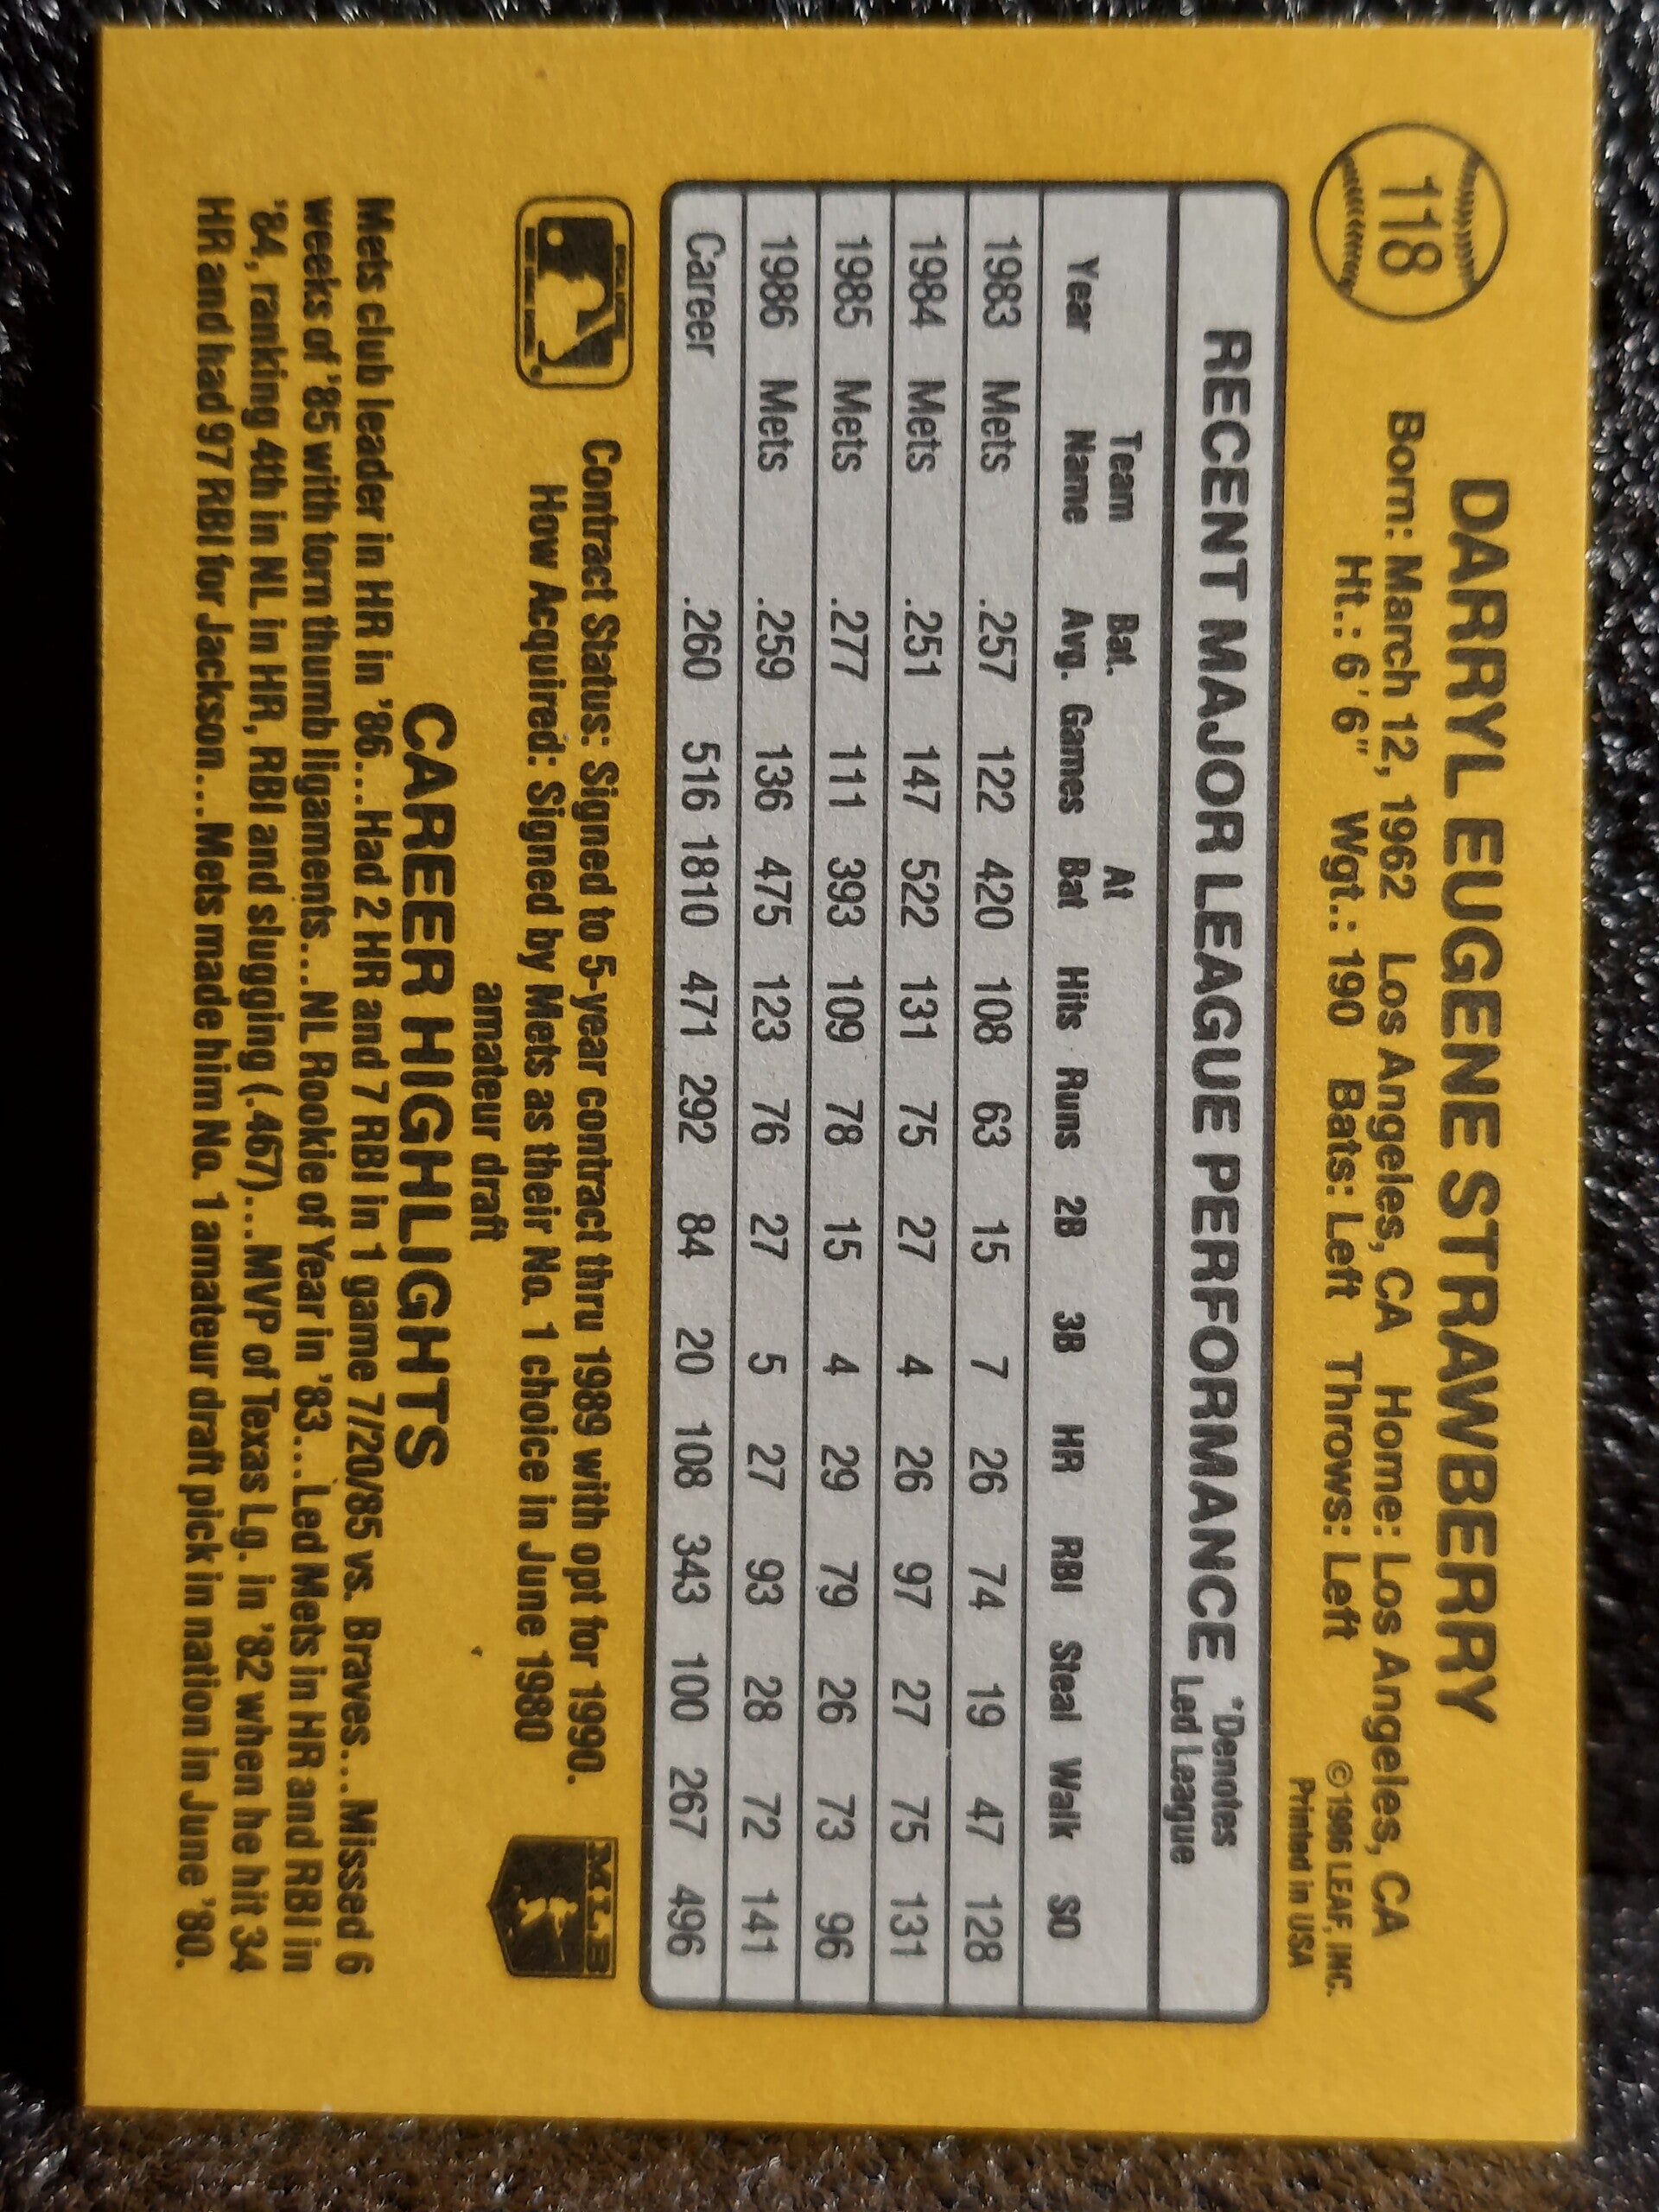 118
DARRYL EUGENE STRAWBERRY
Born: March 12, 1962 Los Angeles, CA Home: Los Angeles, CA
Ht.: 6'6" Wgt.: 190 Bats: Left Throws: Left
©1986 LEAF, INC.
Printed in USA
RECENT MAJOR LEAGUE PERFORMANCE *Denotes Led League
Year Team Name Bat. Avg. Games At Bat Hits Runs 2B 3B HR RBI Steal Walk SO
1983 Mets .257 122 420 108 63 15 7 26 74 19 47 128
1984 Mets .251 147 522 131 75 27 4 26 97 27 75 131
1985 Mets .277 111 393 109 78 15 4 29 79 26 73 96
1986 Mets .259 136 475 123 76 27 5 27 93 28 72 141
Career .260 516 1810 471 292 84 20 108 343 100 267 496
Contract Status: Signed to 5-year contract thru 1989 with opt for 1990.
How Acquired: Signed by Mets as their No. 1 choice in June 1980
amateur draft
CAREER HIGHLIGHTS
Mets club leader in HR in '86...Had 2 HR and 7 RBI in 1 game 7/20/85 vs. Braves...Missed 6
weeks of '85 with torn thumb ligaments...NL Rookie of Year in '83...Led Mets in HR and RBI in
'84, ranking 4th in NL in HR, RBI and slugging (.467)...MVP of Texas Lg. in '82 when he hit 34
HR and had 97 RBI for Jackson...Mets made him No. 1 amateur draft pick in nation in June '80.